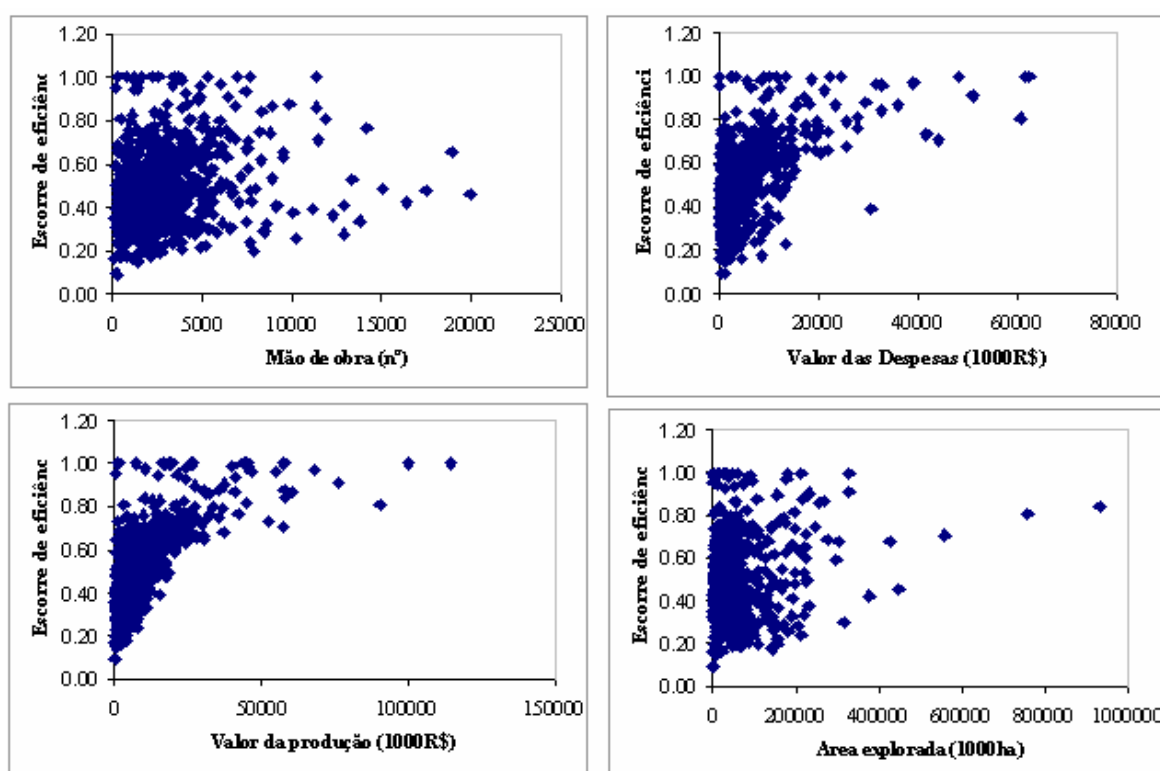 1.20
1.00
0.80
0.60
0.40
0.20
0.00
Escorre de eficiênc
0 5000 10000 15000 20000 25000
Mão de obra (nº)
1.20
1.00
0.80
0.60
0.40
0.20
0.00
Escorre de eficiênci
0 20000 40000 60000 80000
Valor das Despesas (1000R$)
1.20
1.00
0.80
0.60
0.40
0.20
0.00
Escorre de eficiênc
0 50000 100000 150000
Valor da produção (1000R$)
1.20
1.00
0.80
0.60
0.40
0.20
0.00
Escorre de eficiênc
0 200000 400000 600000 800000 1000000
Area explorada (1000ha)